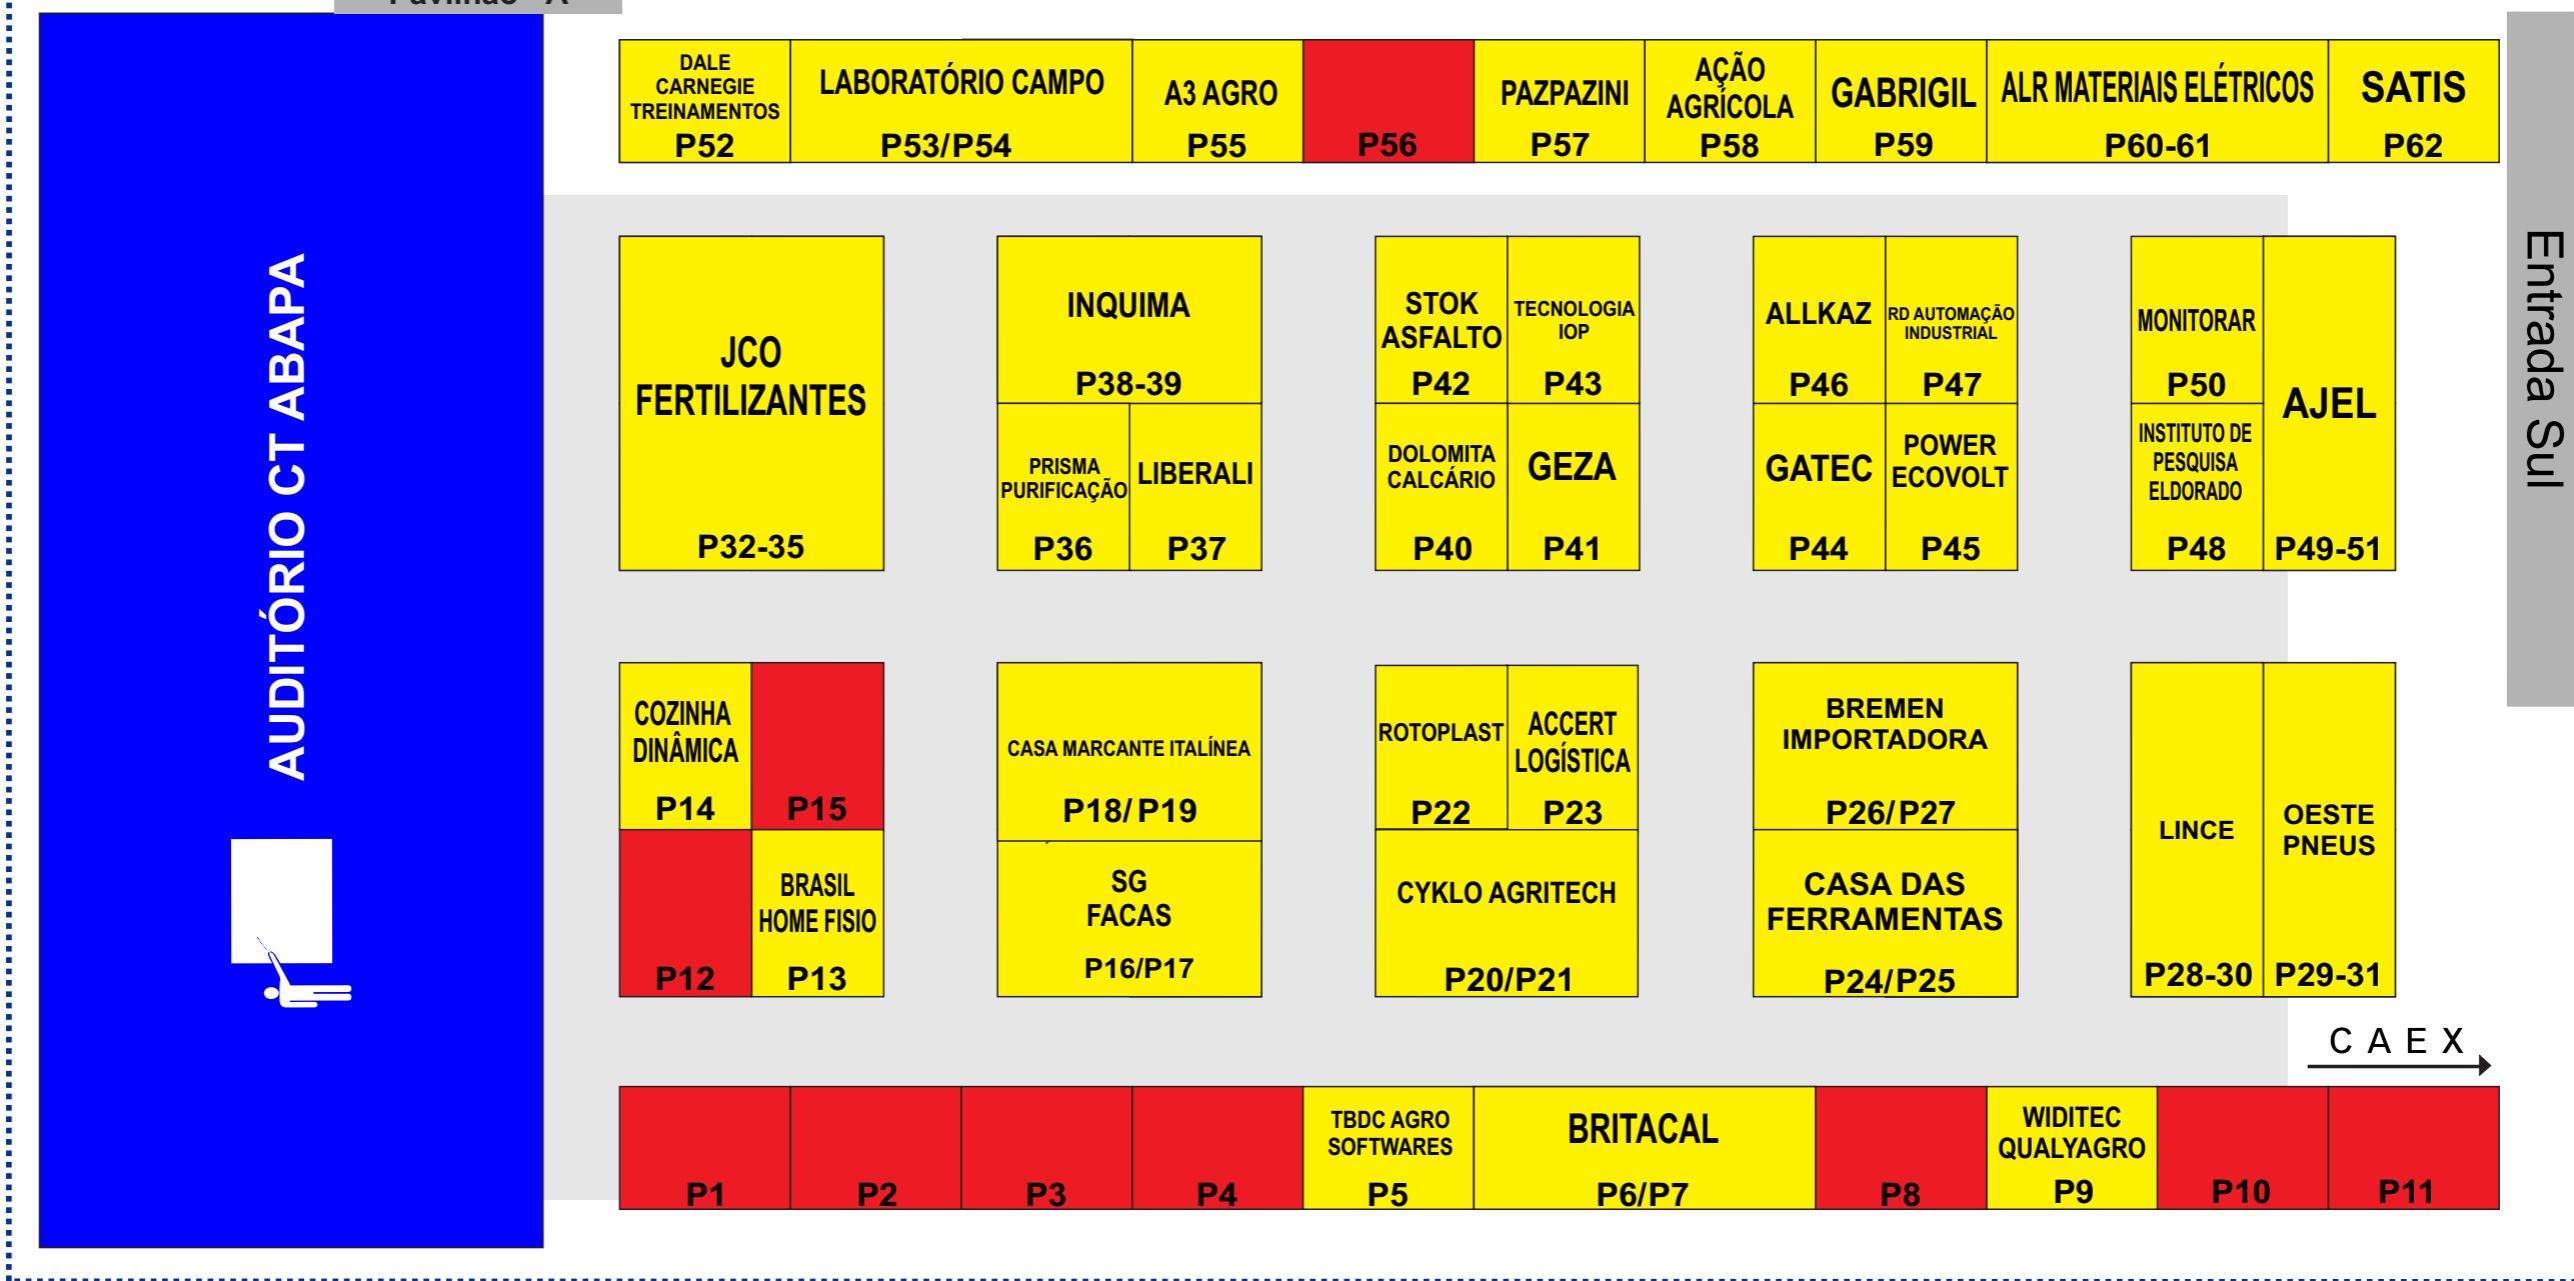 Pavilhão "A"
DALE
CARNEGIE
TREINAMENTOS
P52
LABORATÓRIO CAMPO
P53/P54
A3 AGRO
P55
P56
PAZPAZINI
P57
AÇÃO
AGRÍCOLA
P58
GABRIGIL
P59
ALR MATERIAIS ELÉTRICOS
P60-61
SATIS
P62
Entrada Sul
AUDITÓRIO CT ABAPA
JCO
FERTILIZANTES
P32-35
INQUIMA
P38-39
PRISMA
PURIFICAÇÃO
P36
LIBERALI
P37
STOK
ASFALTO
P42
TECNOLOGIA
IOP
P43
DOLOMITA
CALCÁRIO
P40
GEZA
P41
ALLKAZ
P46
RD AUTOMAÇÃO
INDUSTRIAL
P47
GATEC
P44
POWER
ECOVOLT
P45
MONITORAR
P50
INSTITUTO DE
PESQUISA
ELDORADO
P48
AJEL
P49-51
COZINHA
DINÂMICA
P14
P15
P12
BRASIL
HOME FISIO
P13
CASA MARCANTE ITALÍNEA
P18/ P19
SG
FACAS
P16/P17
ROTOPLAST
P22
ACCERT
LOGÍSTICA
P23
CYKLO AGRITECH
P20/P21
BREMEN
IMPORTADORA
P26/P27
CASA DAS
FERRAMENTAS
P24/P25
LINCE
P28-30
OESTE
PNEUS
P29-31
CAEX
P1
P2
P3
P4
TBDC AGRO
SOFTWARES
P5
BRITACAL
P6/P7
P8
WIDITEC
QUALYAGRO
P9
P10
P11